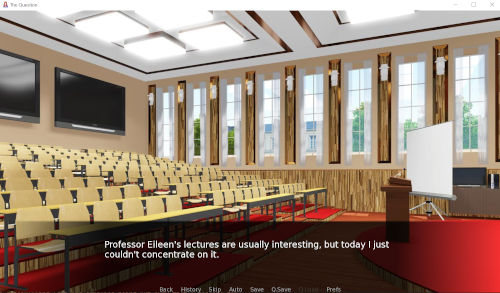 The Question
Professor Eileen's lectures are usually interesting, but today I just
couldn't concentrate on it.
Back History Skip Auto Save Q.Save Q.Load Prefs